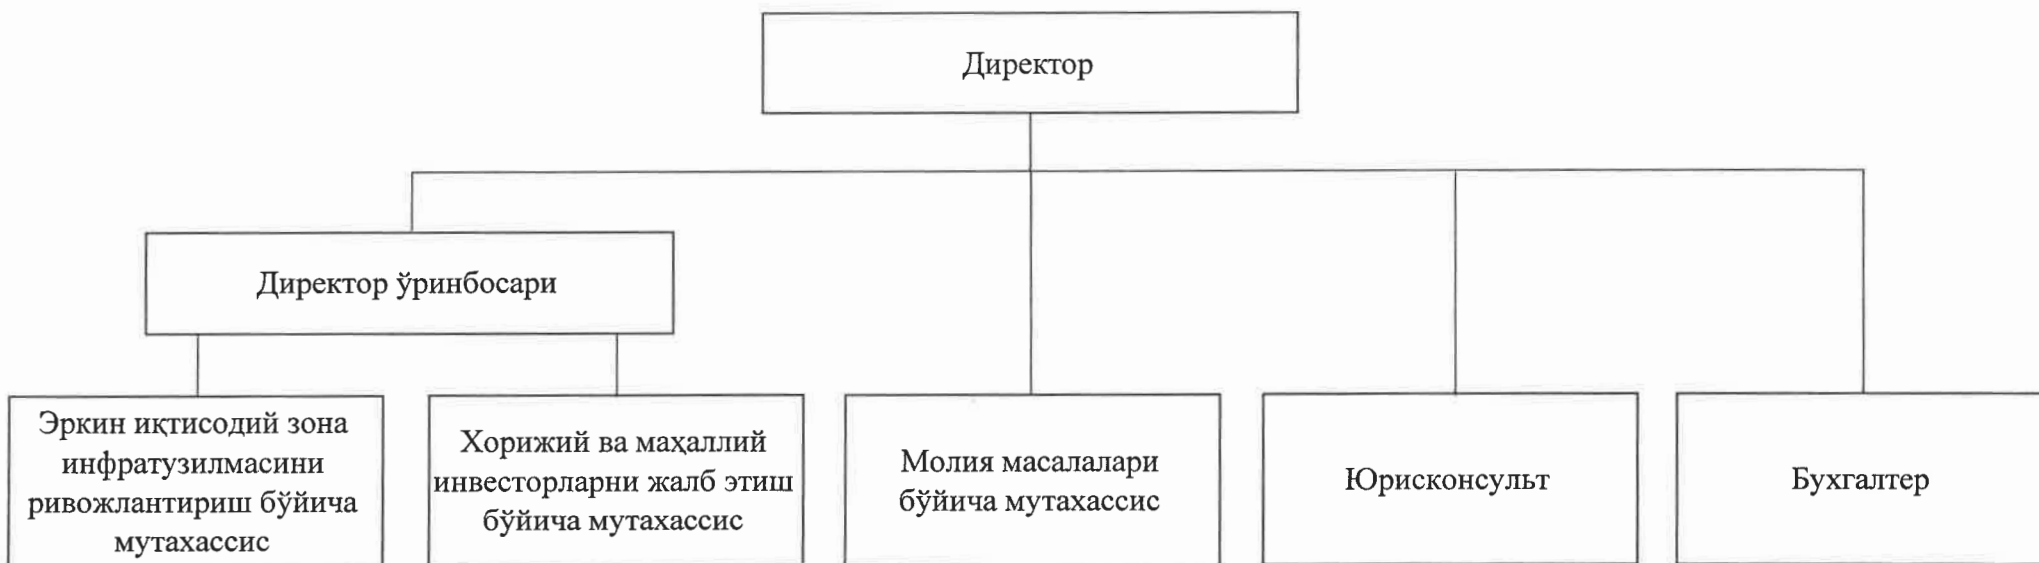 Директор
Директор ўринбосари
Эркин иқтисодий зона
инфратузилмасини
ривожлантириш бўйича
мутахассис
Хорижий ва маҳаллий
инвесторларни жалб этиш
бўйича мутахассис
Молия масалалари
бўйича мутахассис
Юрисконсульт
Бухгалтер